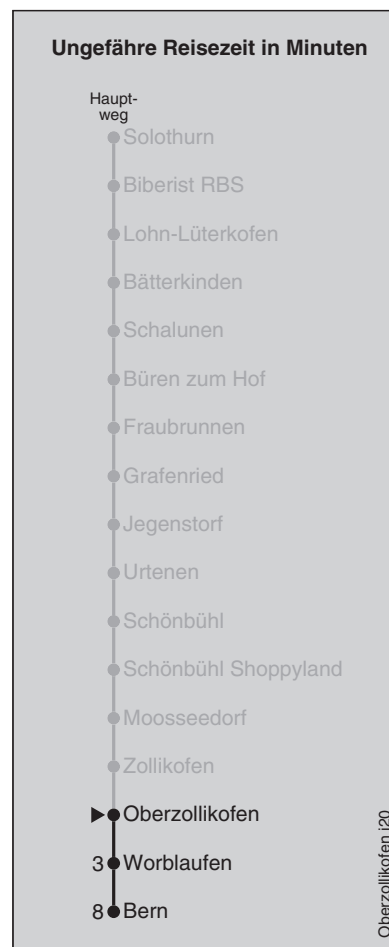 Ungefähre Reisezeit in Minuten
Haupt-
weg
Solothurn
Biberist RBS
Lohn-Lüterkofen
Bätterkinden
Schalunen
Büren zum Hof
Fraubrunnen
Grafenried
Jegenstorf
Urtenen
Schönbühl
Schönbühl Shoppyland
Moosseedorf
Zollikofen
Oberzollikofen
3 Worblaufen
8 Bern
Oberzollikofen j20